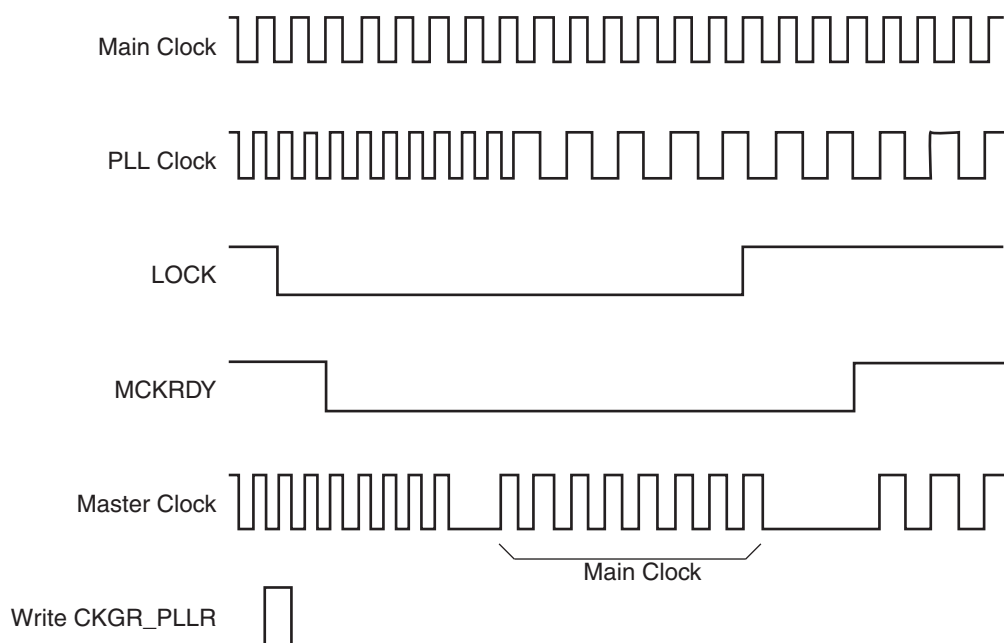 Main Clock
PLL Clock
LOCK
MCKRDY
Master Clock
Main Clock
Write CKGR_PLLR